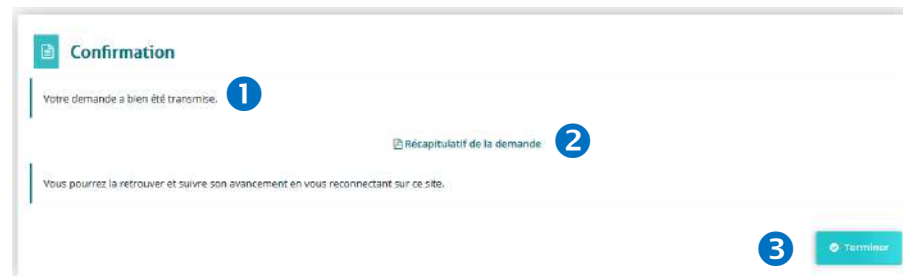 Confirmation
Votre demande a bien été transmise. 1
Récapitulatif de la demande 2
Vous pourrez la retrouver et suivre son avancement en vous reconnectant sur ce site.
3 Terminer